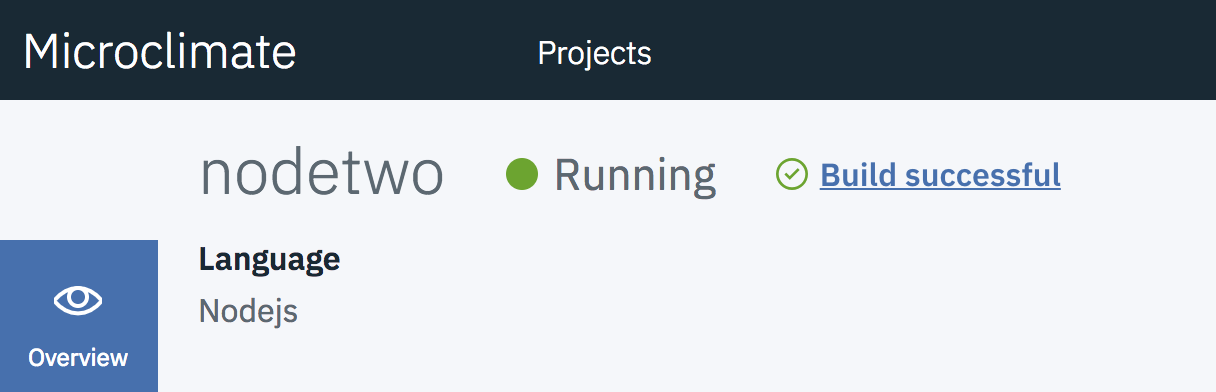 Microclimate Projects
nodetwo Running Build successful
Language
Nodejs
Overview